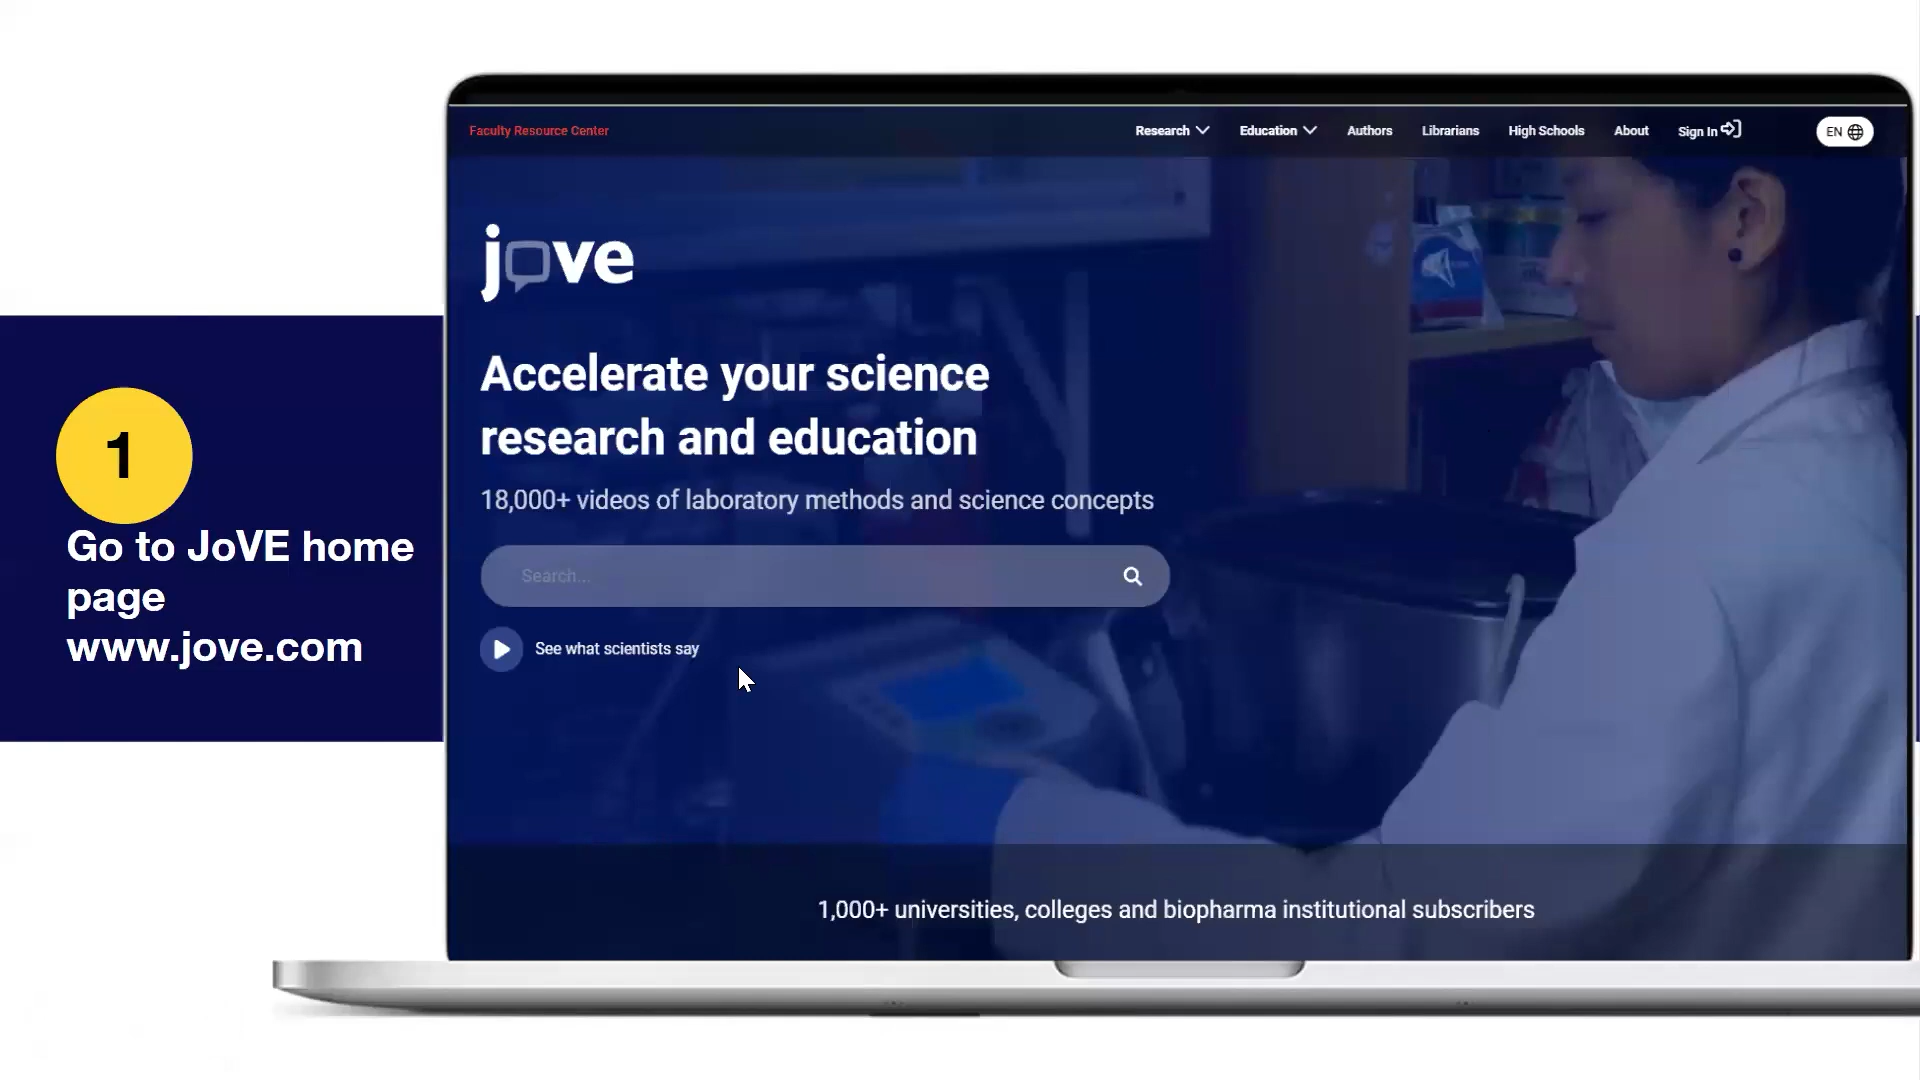 1
Go to JoVE home
page
www.jove.com
Faculty Resource Center
Research
Education
Authors
Librarians
High Schools
About
Sign In
EN
jove
Accelerate your science
research and education
18,000+ videos of laboratory methods and science concepts
Search...
See what scientists say
1,000+ universities, colleges and biopharma institutional subscribers